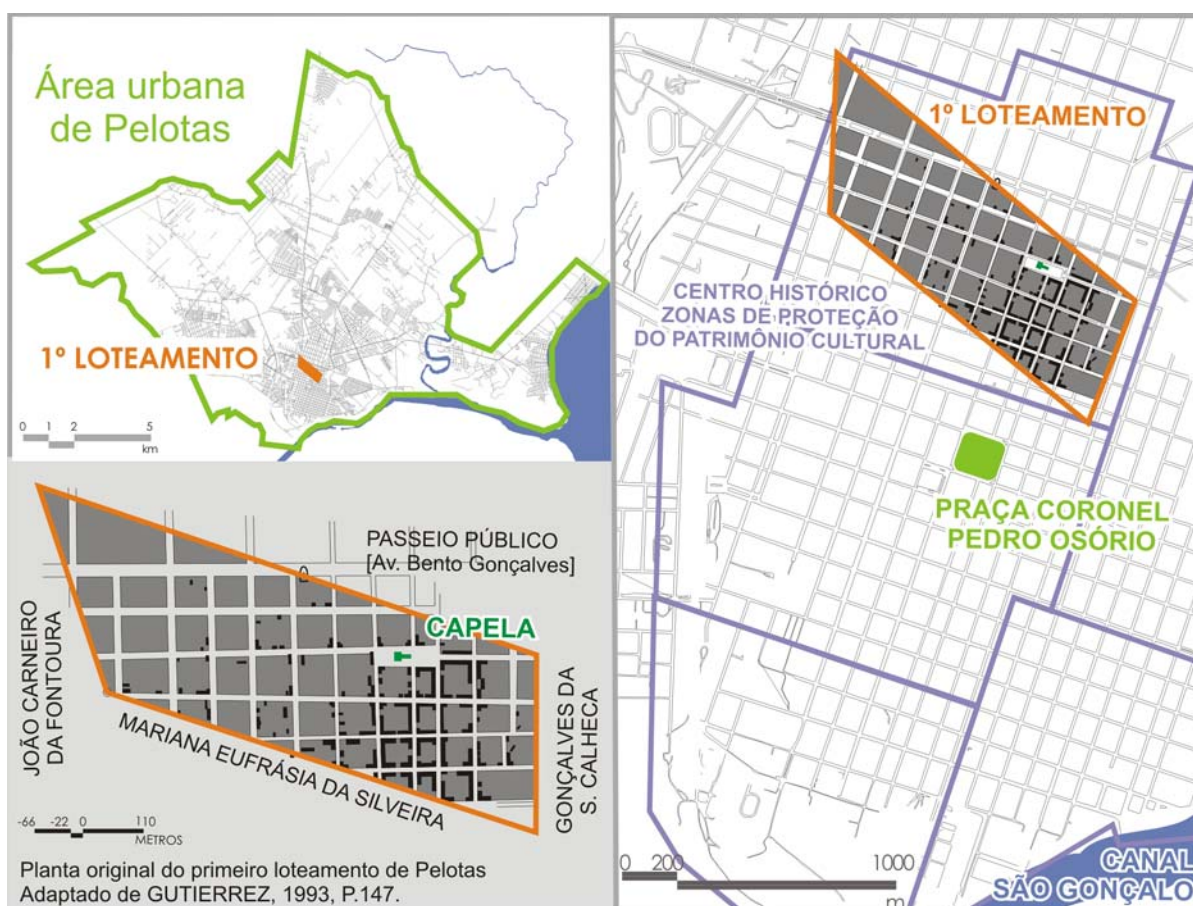 Área urbana
de Pelotas
1º LOTEAMENTO
0 1 2 5
km
PASSEIO PÚBLICO
[Av. Bento Gonçalves]
CAPELA
JOÃO CARNEIRO
DA FONTOURA
MARIANA EUFRÁSIA DA SILVEIRA
GONÇALVES DA
S. CALHECA
-66 -22 0 110
METROS
Planta original do primeiro loteamento de Pelotas
Adaptado de GUTIERREZ, 1993, P.147.
1º LOTEAMENTO
CENTRO HISTÓRICO
ZONAS DE PROTEÇÃO
DO PATRIMÔNIO CULTURAL
PRAÇA CORONEL
PEDRO OSÓRIO
0 200 1000
m
CANAL
SÃO GONÇALO